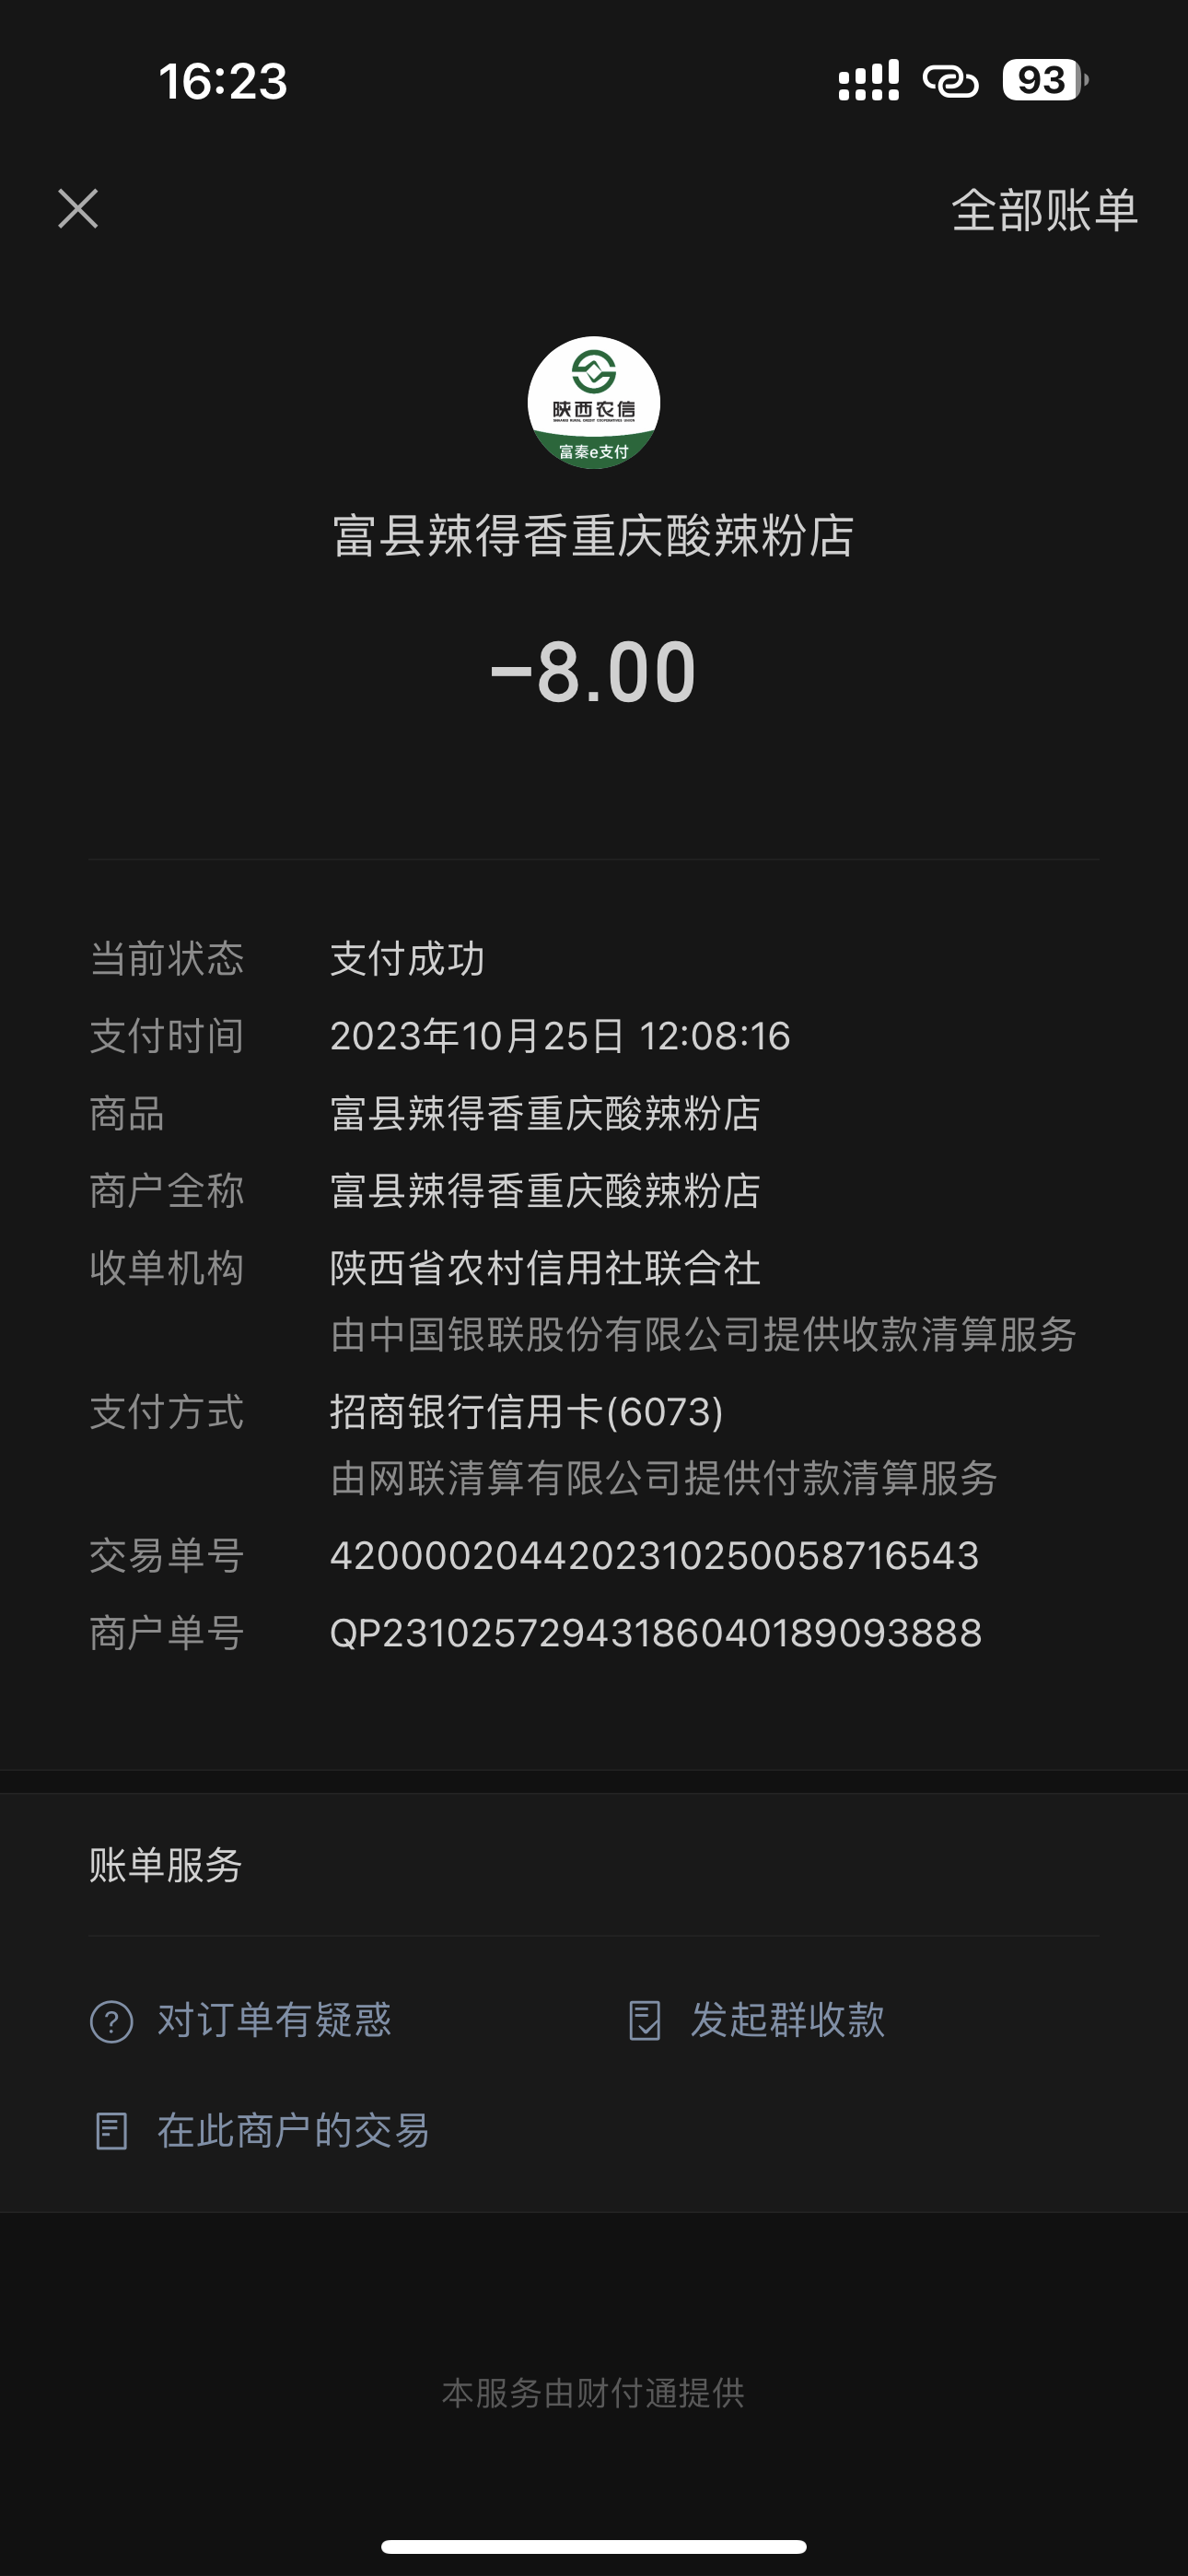 16:23
93
全部账单
陕西农信
富秦e支付
富县辣得香重庆酸辣粉店
-8.00
当前状态 支付成功
支付时间 2023年10月25日 12:08:16
商品 富县辣得香重庆酸辣粉店
商户全称 富县辣得香重庆酸辣粉店
收单机构 陕西省农村信用社联合社
由中国银联股份有限公司提供收款清算服务
支付方式 招商银行信用卡(6073)
由网联清算有限公司提供付款清算服务
交易单号 4200002044202310250058716543
商户单号 QP231025729431860401890​93888
账单服务
对订单有疑惑 发起群收款
在此商户的交易
本服务由财付通提供